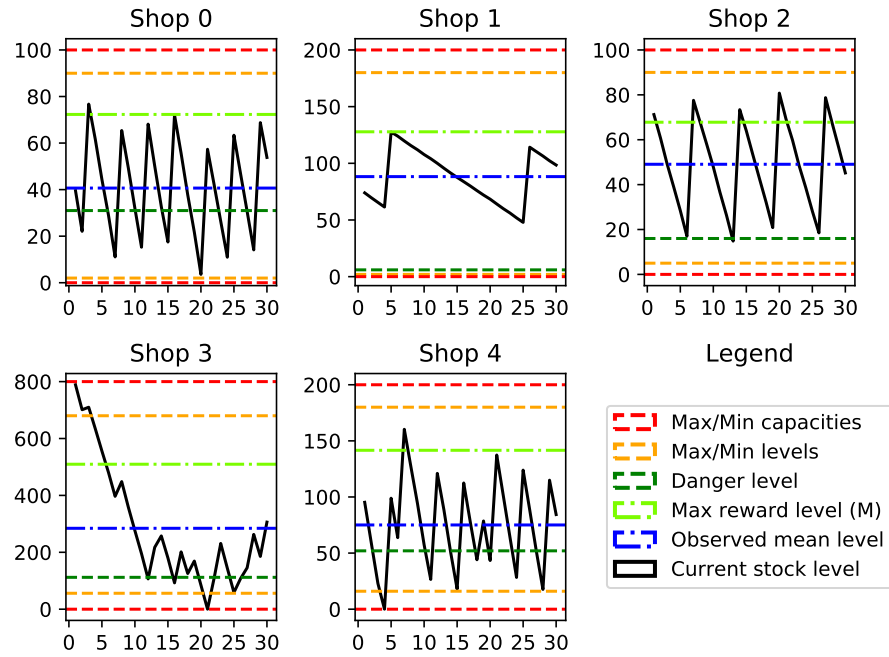 Shop 0
Shop 1
Shop 2
100
80
60
40
20
0
0 5 10 15 20 25 30
200
150
100
50
0
0 5 10 15 20 25 30
100
80
60
40
20
0
0 5 10 15 20 25 30
Shop 3
Shop 4
Legend
800
600
400
200
0
0 5 10 15 20 25 30
200
150
100
50
0
0 5 10 15 20 25 30
Max/Min capacities
Max/Min levels
Danger level
Max reward level (M)
Observed mean level
Current stock level